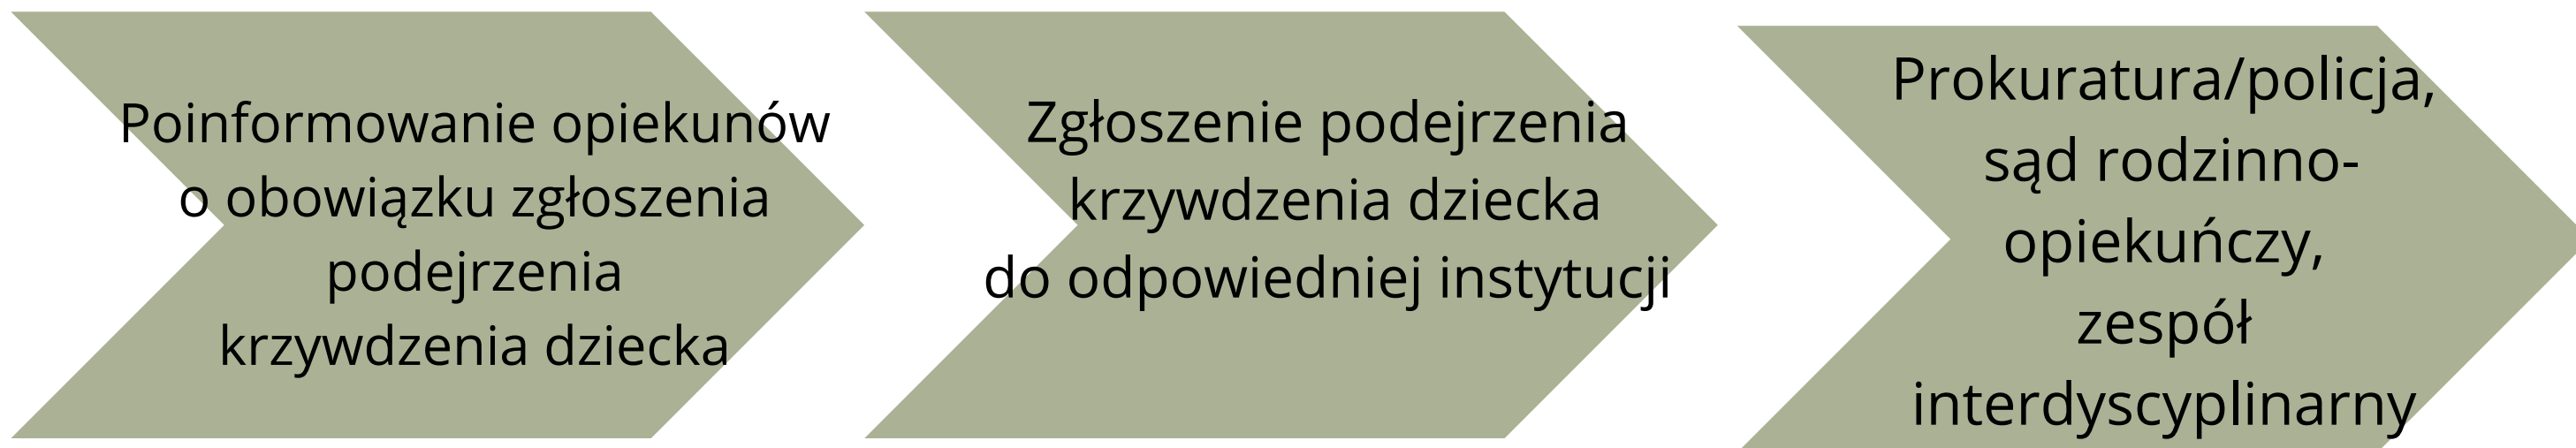 Poinformowanie opiekunów
o obowiązku zgłoszenia
podejrzenia
krzywdzenia dziecka
Zgłoszenie podejrzenia
krzywdzenia dziecka
do odpowiedniej instytucji
Prokuratura/policja,
sąd rodzinno-
opiekuńczy,
zespół
interdyscyplinarny